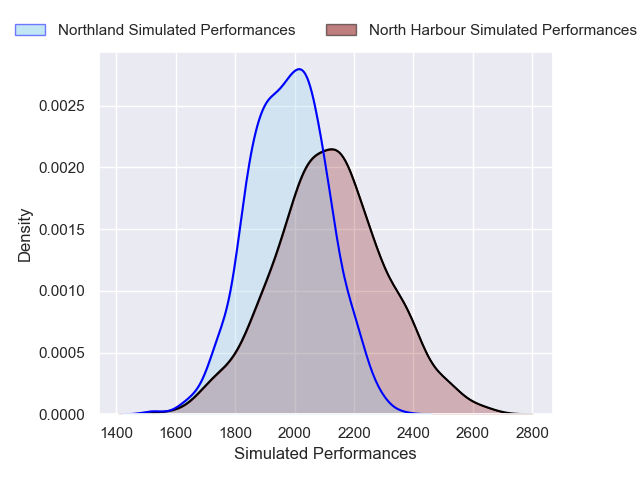 Northland Simulated Performances
North Harbour Simulated Performances
Density
0.0025
0.0020
0.0015
0.0010
0.0005
0.0000
1400 1600 1800 2000 2200 2400 2600 2800
Simulated Performances